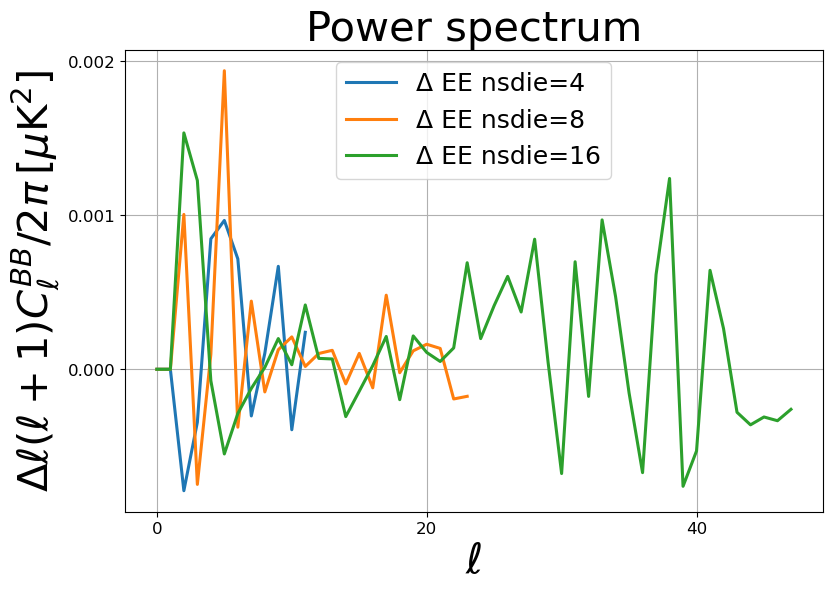 Power spectrum
Δℓ(ℓ + 1)C_ℓ^{BB}/2π [μK²]
0.002
0.001
0.000
Δ EE nsdie=4
Δ EE nsdie=8
Δ EE nsdie=16
0 20 40
ℓ